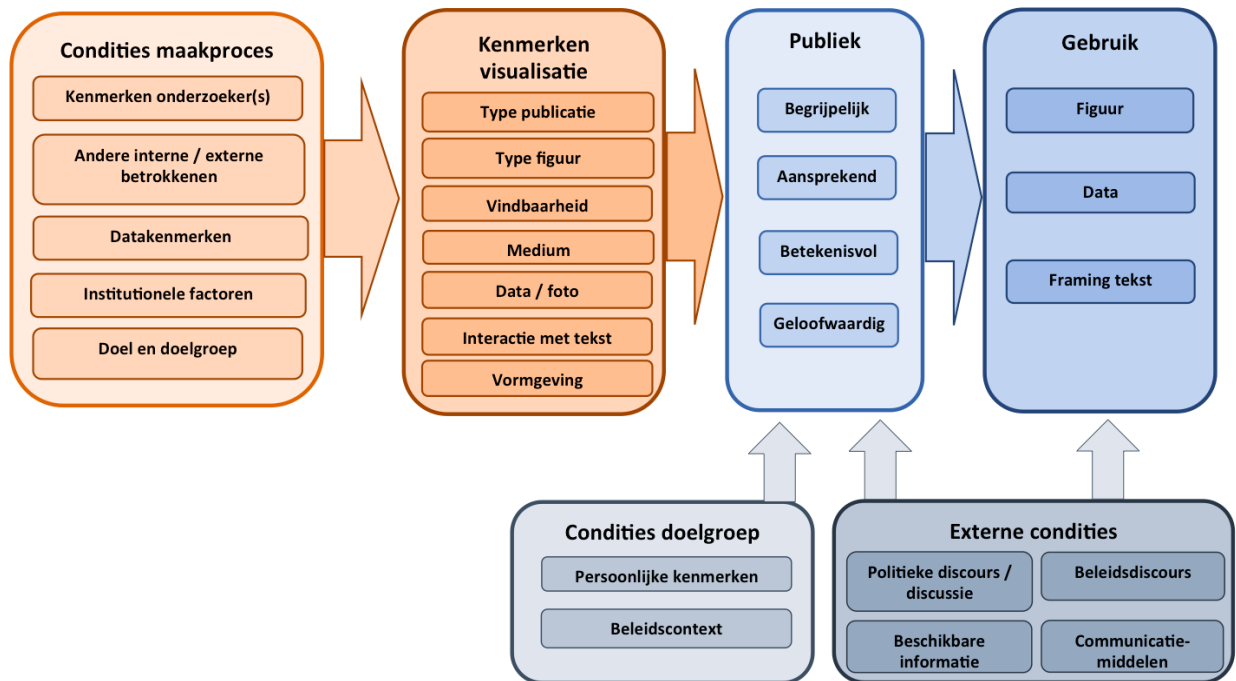 Condities maakproces
Kenmerken onderzoeker(s)
Andere interne / externe
betrokkenen
Datakenmerken
Institutionele factoren
Doel en doelgroep
Kenmerken
visualisatie
Type publicatie
Type figuur
Vindbaarheid
Medium
Data / foto
Interactie met tekst
Vormgeving
Publiek
Begrijpelijk
Aansprekend
Betekenisvol
Geloofwaardig
Gebruik
Figuur
Data
Framing tekst
Condities doelgroep
Persoonlijke kenmerken
Beleidscontext
Externe condities
Politieke discours /
discussie
Beleidsdiscours
Beschikbare
informatie
Communicatie-
middelen